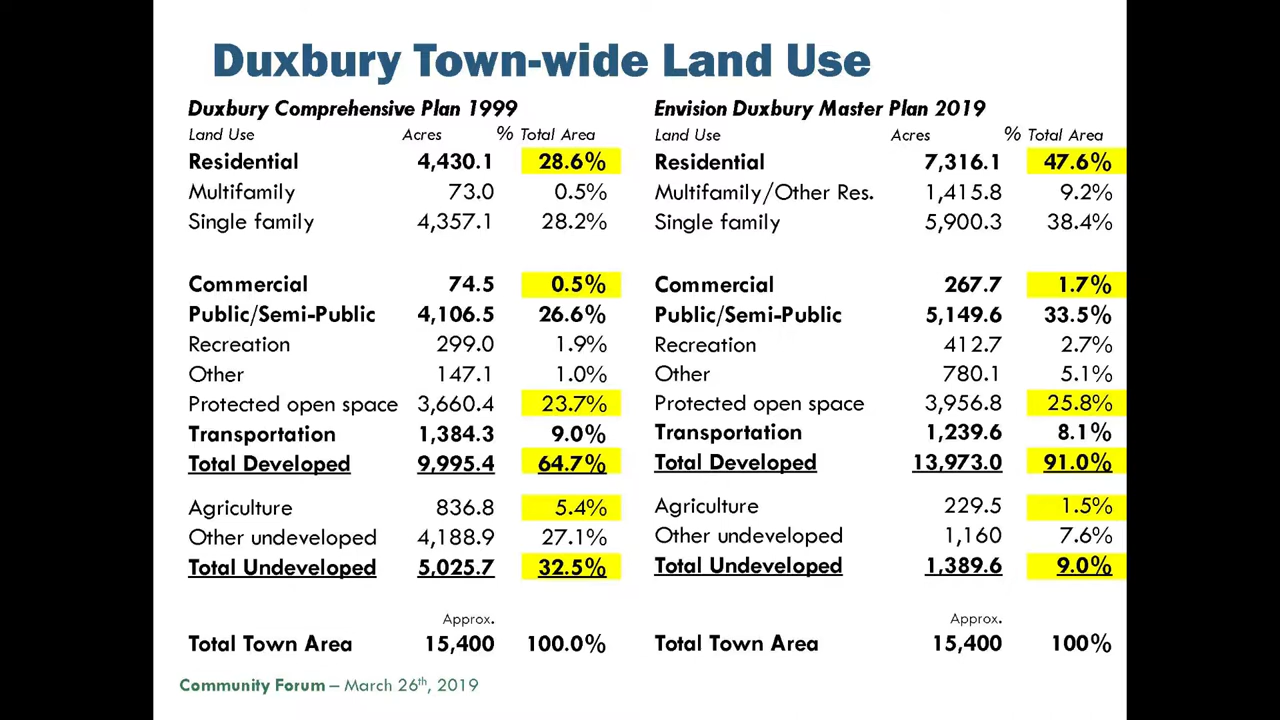 Duxbury Town-wide Land Use
Duxbury Comprehensive Plan 1999
Land Use Acres % Total Area
Residential 4,430.1 28.6%
Multifamily 73.0 0.5%
Single family 4,357.1 28.2%
Commercial 74.5 0.5%
Public/Semi-Public 4,106.5 26.6%
Recreation 299.0 1.9%
Other 147.1 1.0%
Protected open space 3,660.4 23.7%
Transportation 1,384.3 9.0%
Total Developed 9,995.4 64.7%
Agriculture 836.8 5.4%
Other undeveloped 4,188.9 27.1%
Total Undeveloped 5,025.7 32.5%
Approx.
Total Town Area 15,400 100.0%
Envision Duxbury Master Plan 2019
Land Use Acres % Total Area
Residential 7,316.1 47.6%
Multifamily/Other Res. 1,415.8 9.2%
Single family 5,900.3 38.4%
Commercial 267.7 1.7%
Public/Semi-Public 5,149.6 33.5%
Recreation 412.7 2.7%
Other 780.1 5.1%
Protected open space 3,956.8 25.8%
Transportation 1,239.6 8.1%
Total Developed 13,973.0 91.0%
Agriculture 229.5 1.5%
Other undeveloped 1,160 7.6%
Total Undeveloped 1,389.6 9.0%
Approx.
Total Town Area 15,400 100%
Community Forum – March 26th, 2019